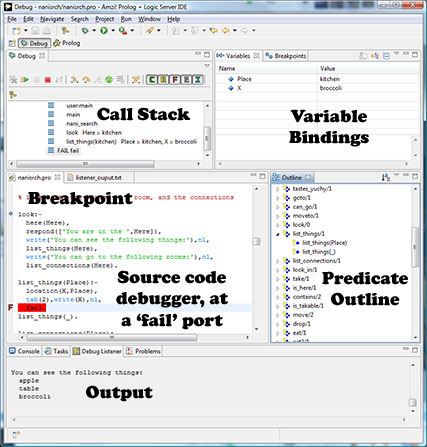 Debug - nanisrch/nanisrch.pro - Amzi! Prolog + Logic Server IDE
File Edit Navigate Search Project Run Window Help
Debug Prolog
Debug
C R F E X
user:main
main
nani_search
look Here = kitchen
list_things(kitchen) Place = kitchen, X = broccoli
FAIL fail
Call Stack
Variables Breakpoints
Name Value
Place kitchen
X broccoli
Variable
Bindings
nanisrch.pro listener_ouput.txt
room, and the connections
Breakpoint
look:-
here(Here),
respond(['You are in the ',Here]),
write('You can see the following things:'),nl,
list_things(Here),
write('You can go to the following rooms:'),nl,
list_connections(Here).
list_things(Place):-
location(X,Place),
tab(2),write(X),nl,
F fail.
list_things(_).
list_connections(Place):-
Source code
debugger, at
a ‘fail’ port
Outline
tastes_yuchy/1
goto/1
can_go/1
moveto/1
look/0
list_things/1
list_things(Place)
list_things(_)
list_connections/1
look_in/1
take/1
is_here/1
contains/2
is_takable/1
move/2
drop/1
eat/1
Predicate
Outline
Console Tasks Debug Listener Problems
You can see the following things:
apple
table
broccoli
Output